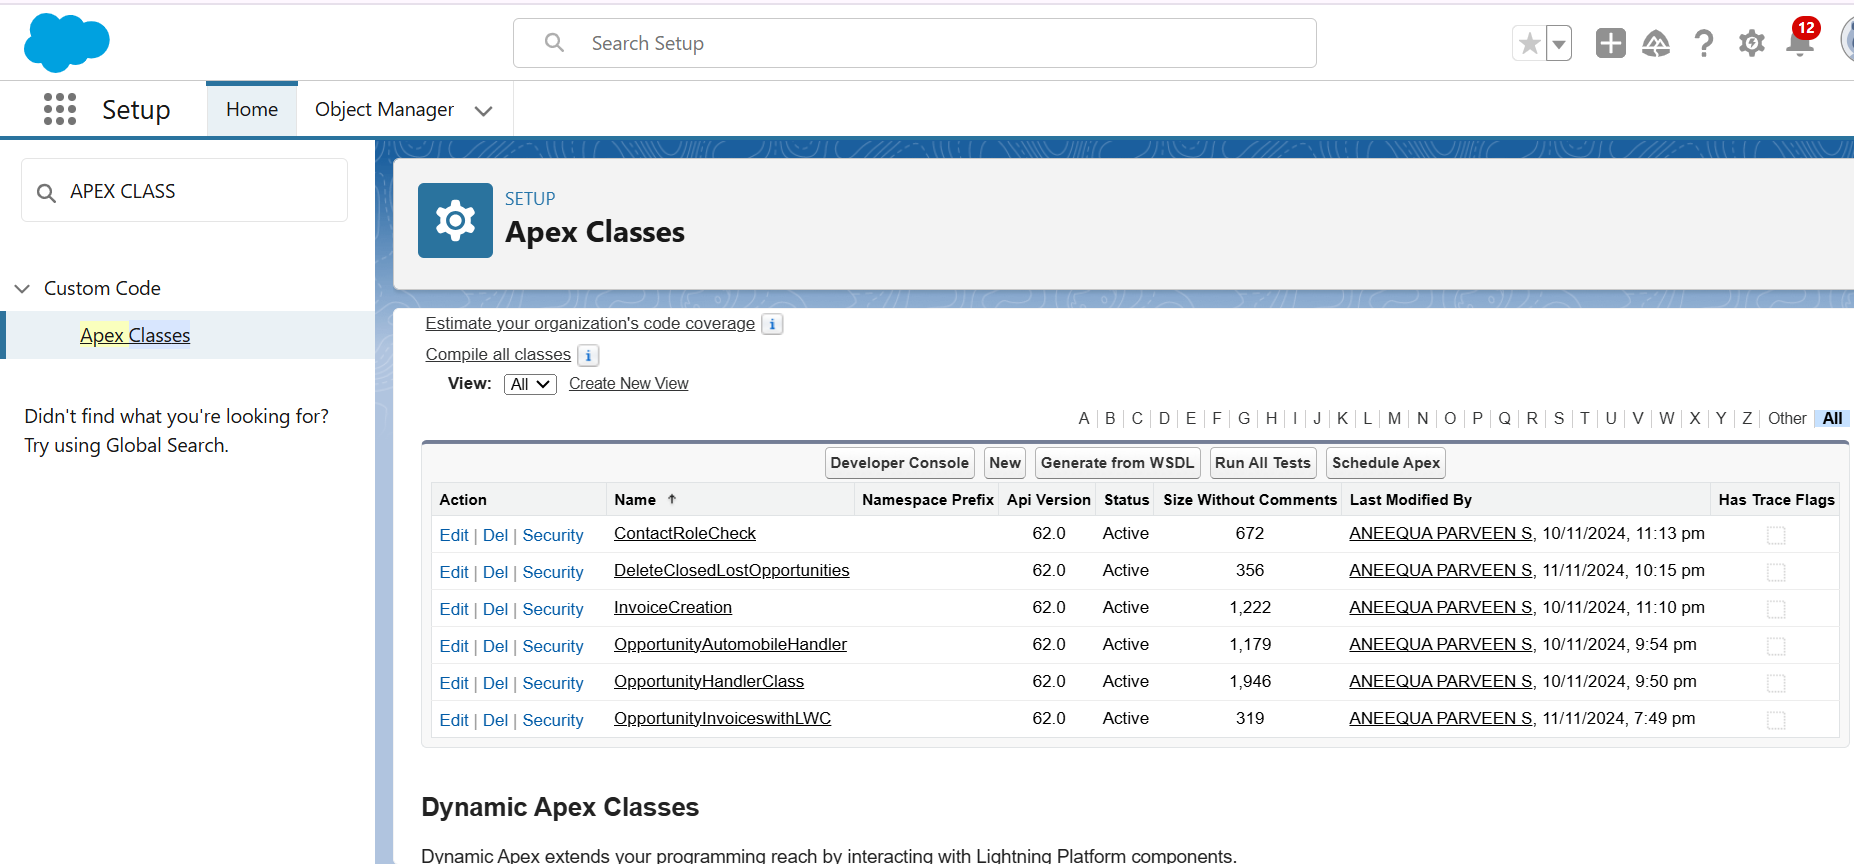 Search Setup
12
Setup
Home
Object Manager
APEX CLASS
Custom Code
Apex Classes
Didn't find what you're looking for?
Try using Global Search.
SETUP
Apex Classes
Estimate your organization's code coverage i
Compile all classes i
View: All Create New View
A B C D E F G H I J K L M N O P Q R S T U V W X Y Z Other All
Developer Console New Generate from WSDL Run All Tests Schedule Apex
Action Name ↑ Namespace Prefix Api Version Status Size Without Comments Last Modified By Has Trace Flags
Edit | Del | Security ContactRoleCheck 62.0 Active 672 ANEEQUA PARVEEN S, 10/11/2024, 11:13 pm
Edit | Del | Security DeleteClosedLostOpportunities 62.0 Active 356 ANEEQUA PARVEEN S, 11/11/2024, 10:15 pm
Edit | Del | Security InvoiceCreation 62.0 Active 1,222 ANEEQUA PARVEEN S, 10/11/2024, 11:10 pm
Edit | Del | Security OpportunityAutomobileHandler 62.0 Active 1,179 ANEEQUA PARVEEN S, 10/11/2024, 9:54 pm
Edit | Del | Security OpportunityHandlerClass 62.0 Active 1,946 ANEEQUA PARVEEN S, 10/11/2024, 9:50 pm
Edit | Del | Security OpportunityInvoiceswithLWC 62.0 Active 319 ANEEQUA PARVEEN S, 11/11/2024, 7:49 pm
Dynamic Apex Classes
Dynamic Apex extends your programming reach by interacting with Lightning Platform components.